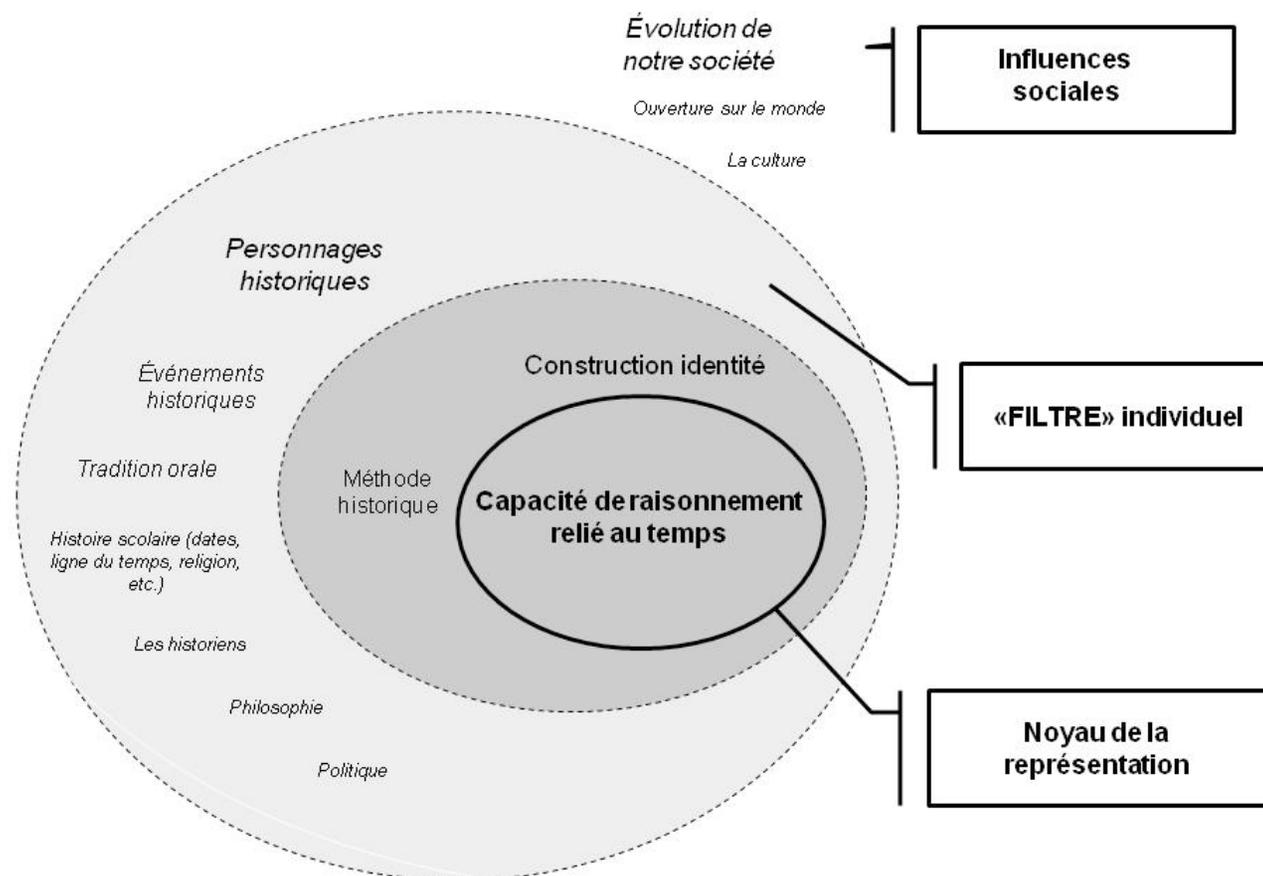 Évolution de
notre société
Ouverture sur le monde
La culture
Influences
sociales
Personnages
historiques
Événements
historiques
Tradition orale
Histoire scolaire (dates,
ligne du temps, religion,
etc.)
Les historiens
Philosophie
Politique
Construction identité
Méthode
historique
Capacité de raisonnement
relié au temps
«FILTRE» individuel
Noyau de la
représentation